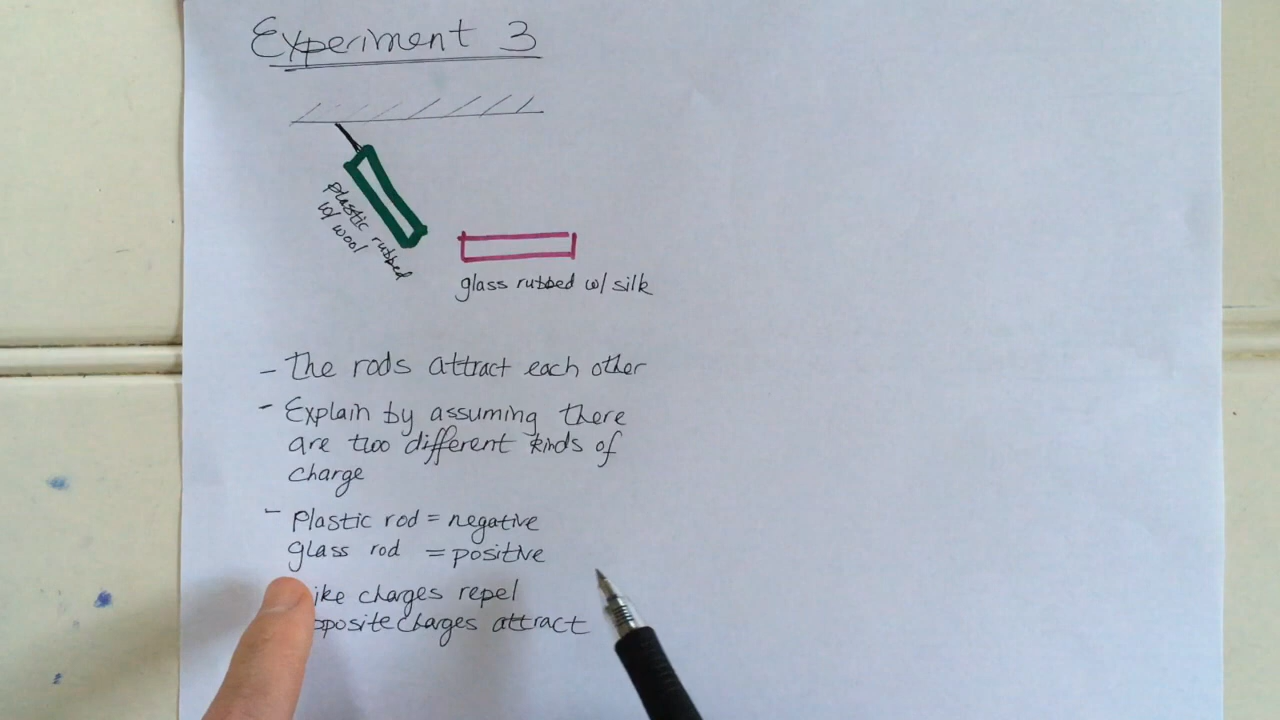 Experiment 3
plastic rubbed
w/ wool
glass rubbed w/ silk
- The rods attract each other
- Explain by assuming there
are two different kinds of
charge
- Plastic rod = negative
glass rod = positive
ike charges repel
pposite charges attract